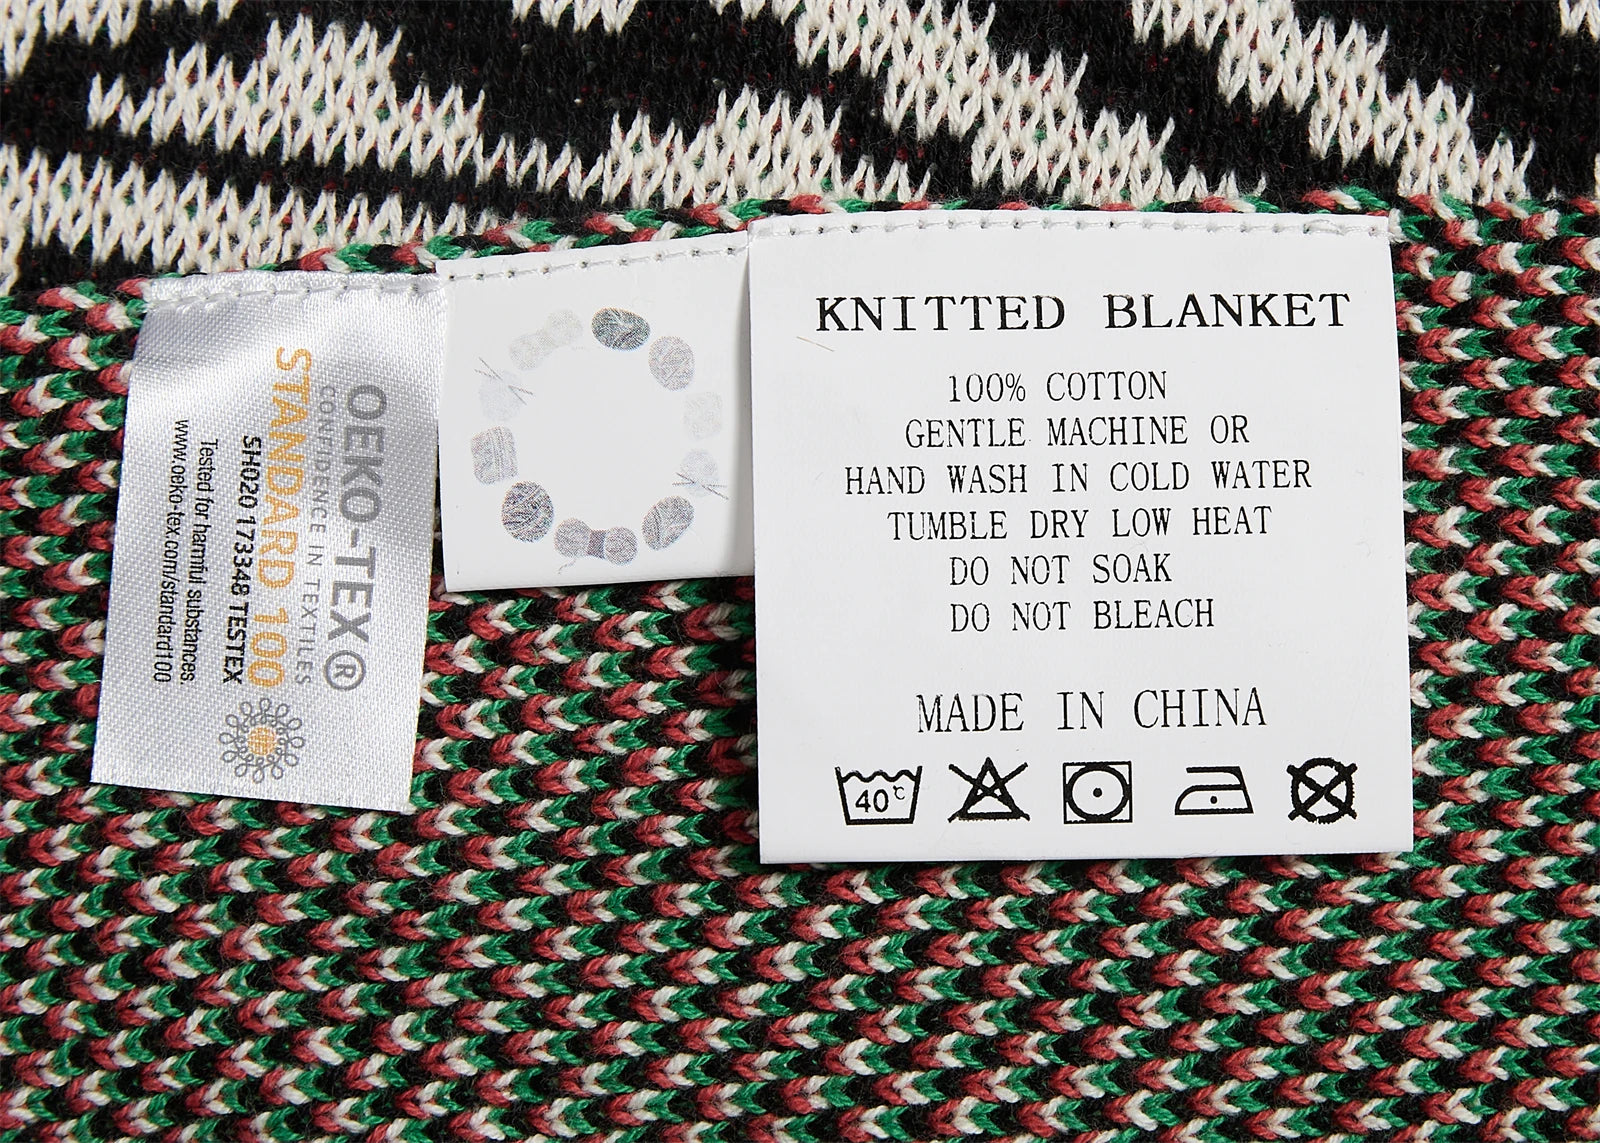 OEKO-TEX®
CONFIDENCE IN TEXTILES
STANDARD 100
SH020 173348 TESTEX
Tested for harmful substances.
www.oeko-tex.com/standard100
KNITTED BLANKET
100% COTTON
GENTLE MACHINE OR
HAND WASH IN COLD WATER
TUMBLE DRY LOW HEAT
DO NOT SOAK
DO NOT BLEACH
MADE IN CHINA
40℃